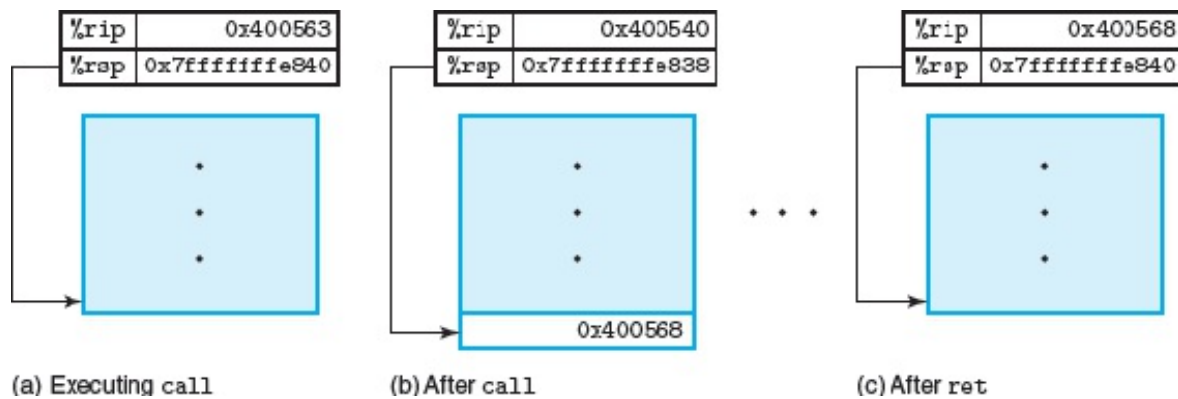 %rip 0x400563
%rsp 0x7fffffffe840
%rip 0x400540
%rsp 0x7fffffffe838
0x400568
%rip 0x400568
%rsp 0x7fffffffe840
(a) Executing call
(b) After call
(c) After ret